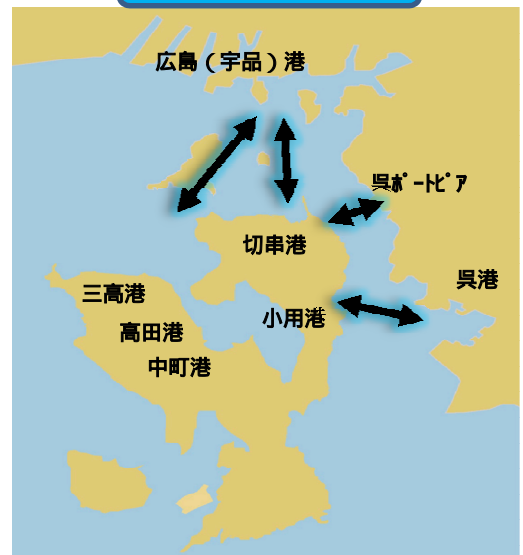 広島（宇品）港
呉ﾎﾟｰﾄﾋﾟｱ
切串港
呉港
三高港
小用港
高田港
中町港